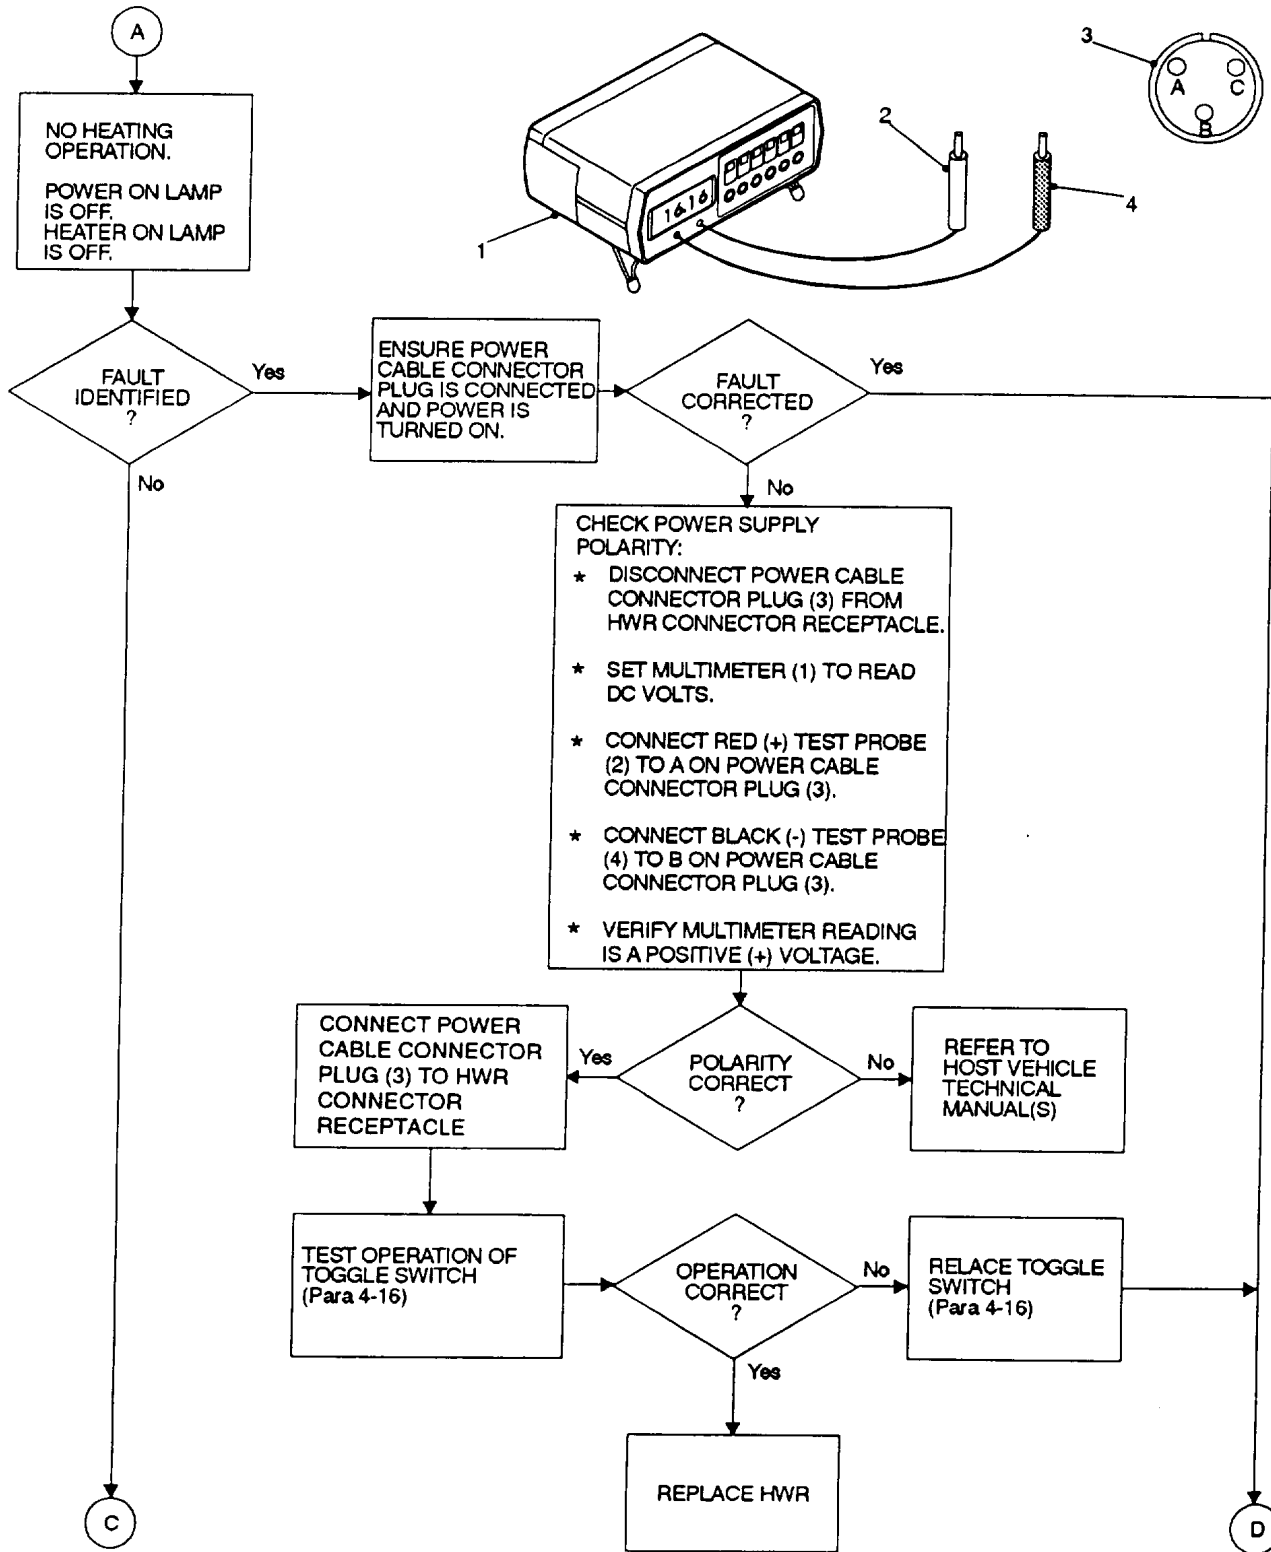 A
NO HEATING
OPERATION.
POWER ON LAMP
IS OFF.
HEATER ON LAMP
IS OFF.
1
16.16
2
4
3
A
C
B
FAULT
IDENTIFIED
?
Yes
No
ENSURE POWER
CABLE CONNECTOR
PLUG IS CONNECTED
AND POWER IS
TURNED ON.
FAULT
CORRECTED
?
Yes
No
CHECK POWER SUPPLY
POLARITY:
* DISCONNECT POWER CABLE
CONNECTOR PLUG (3) FROM
HWR CONNECTOR RECEPTACLE.
* SET MULTIMETER (1) TO READ
DC VOLTS.
* CONNECT RED (+) TEST PROBE
(2) TO A ON POWER CABLE
CONNECTOR PLUG (3).
* CONNECT BLACK (-) TEST PROBE
(4) TO B ON POWER CABLE
CONNECTOR PLUG (3).
* VERIFY MULTIMETER READING
IS A POSITIVE (+) VOLTAGE.
CONNECT POWER
CABLE CONNECTOR
PLUG (3) TO HWR
CONNECTOR
RECEPTACLE
Yes
POLARITY
CORRECT
?
No
REFER TO
HOST VEHICLE
TECHNICAL
MANUAL(S)
TEST OPERATION OF
TOGGLE SWITCH
(Para 4-16)
OPERATION
CORRECT
?
No
Yes
RELACE TOGGLE
SWITCH
(Para 4-16)
REPLACE HWR
C
D